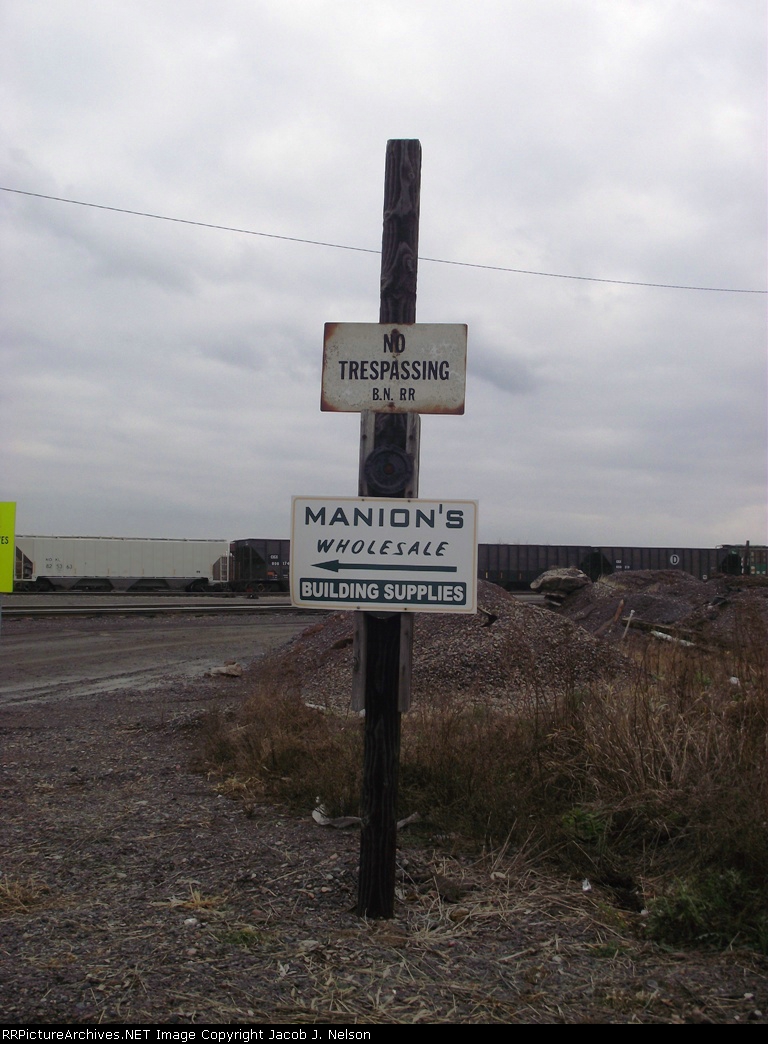 NO
TRESPASSING
B.N. RR
MANION'S
WHOLESALE
BUILDING SUPPLIES
RRPictureArchives.NET Image Copyright Jacob J. Nelson